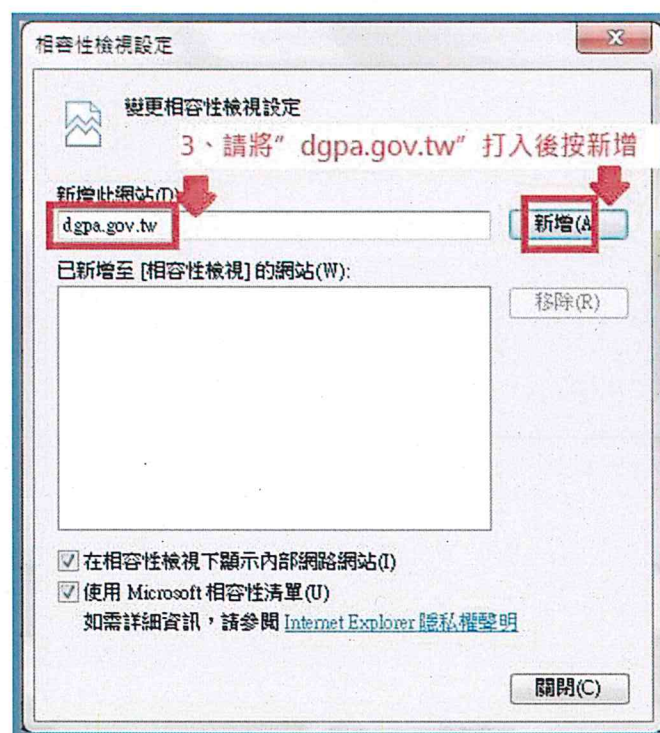 相容性檢視設定
變更相容性檢視設定
3、請將”dgpa.gov.tw”打入後按新增
新增此網站(D)
dgpa.gov.tw
新增(A
已新增至 [相容性檢視] 的網站(W):
移除(R)
在相容性檢視下顯示內部網路網站(I)
使用 Microsoft 相容性清單(U)
如需詳細資訊，請參閱 Internet Explorer 隱私權聲明
關閉(C)